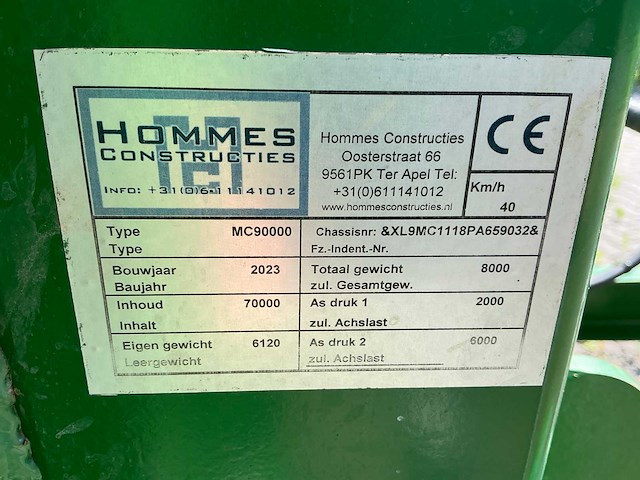 HOMMES
CONSTRUCTIES
INFO: +31(0)6-11141012
Hommes Constructies
Oosterstraat 66
9561PK Ter Apel Tel:
+31(0)611141012
www.hommesconstructies.nl
CE
Km/h
40
Type MC90000
Type
Chassisnr: &XL9MC1118PA659032&
Fz.-Indent.-Nr.
Bouwjaar 2023
Baujahr
Totaal gewicht 8000
zul. Gesamtgew.
Inhoud 70000
Inhalt
As druk 1 2000
zul. Achslast
Eigen gewicht 6120
Leergewicht
As druk 2 6000
zul. Achslast